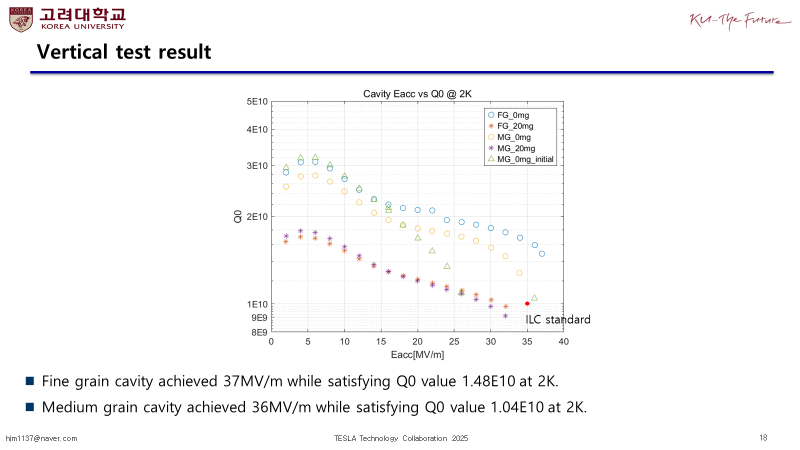 고려대학교
KOREA UNIVERSITY
KU-The Future
Vertical test result
Cavity Eacc vs Q0 @ 2K
5E10
4E10
3E10
2E10
1E10
9E9
8E9
Q0
FG_0mg
FG_20mg
MG_0mg
MG_20mg
MG_0mg_initial
ILC standard
0 5 10 15 20 25 30 35 40
Eacc[MV/m]
Fine grain cavity achieved 37MV/m while satisfying Q0 value 1.48E10 at 2K.
Medium grain cavity achieved 36MV/m while satisfying Q0 value 1.04E10 at 2K.
hjm1137@naver.com TESLA Technology Collaboration 2025 18